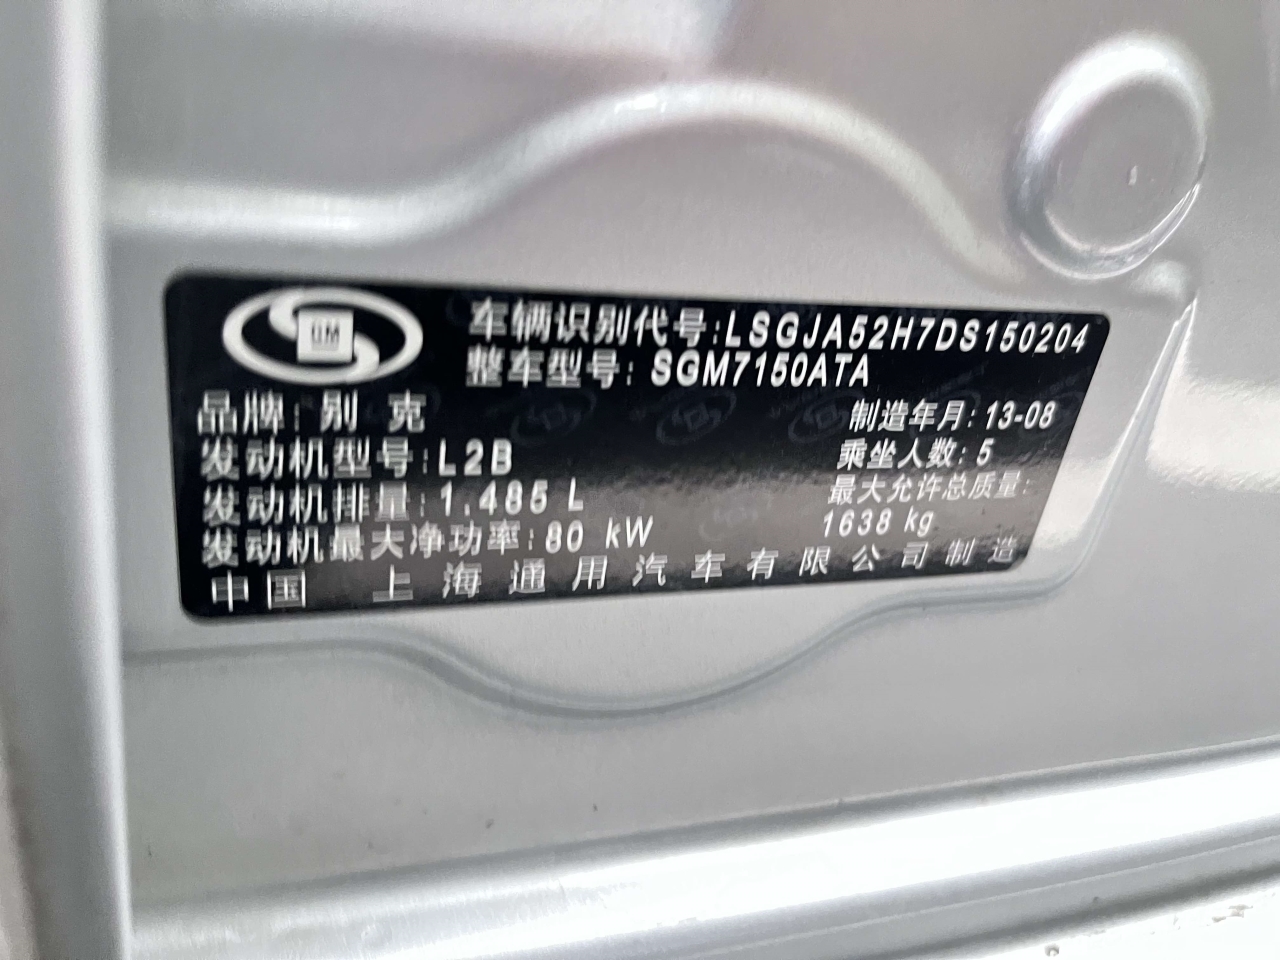 GM
车辆识别代号:LSGJA52H7DS150204
整车型号: SGM7150ATA
品牌: 别 克
制造年月: 13-08
发动机型号: L2B
乘坐人数: 5
发动机排量: 1.485 L
最大允许总质量:
1638 kg
发动机最大净功率: 80 kW
中国 上海通用汽车有限公司制造